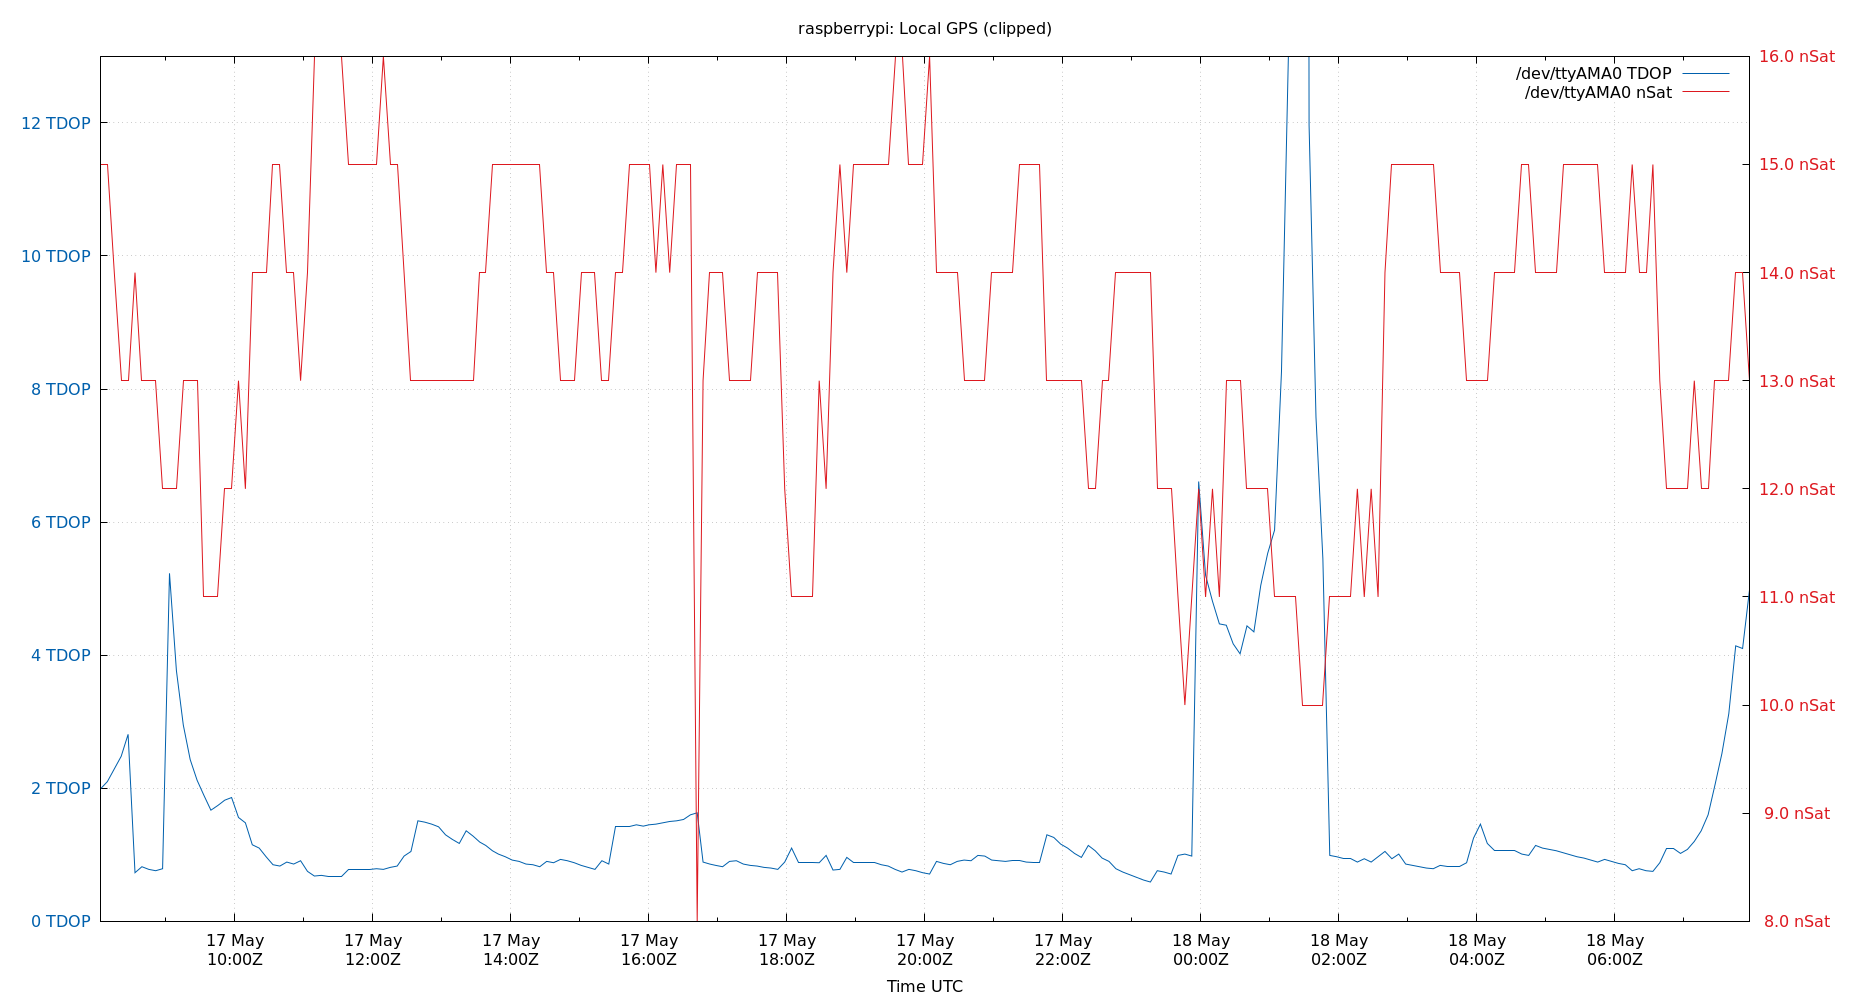 raspberrypi: Local GPS (clipped)
/dev/ttyAMA0 TDOP
/dev/ttyAMA0 nSat
12 TDOP
10 TDOP
8 TDOP
6 TDOP
4 TDOP
2 TDOP
0 TDOP
16.0 nSat
15.0 nSat
14.0 nSat
13.0 nSat
12.0 nSat
11.0 nSat
10.0 nSat
9.0 nSat
8.0 nSat
17 May 17 May 17 May 17 May 17 May 17 May 17 May 18 May 18 May 18 May 18 May
10:00Z 12:00Z 14:00Z 16:00Z 18:00Z 20:00Z 22:00Z 00:00Z 02:00Z 04:00Z 06:00Z
Time UTC